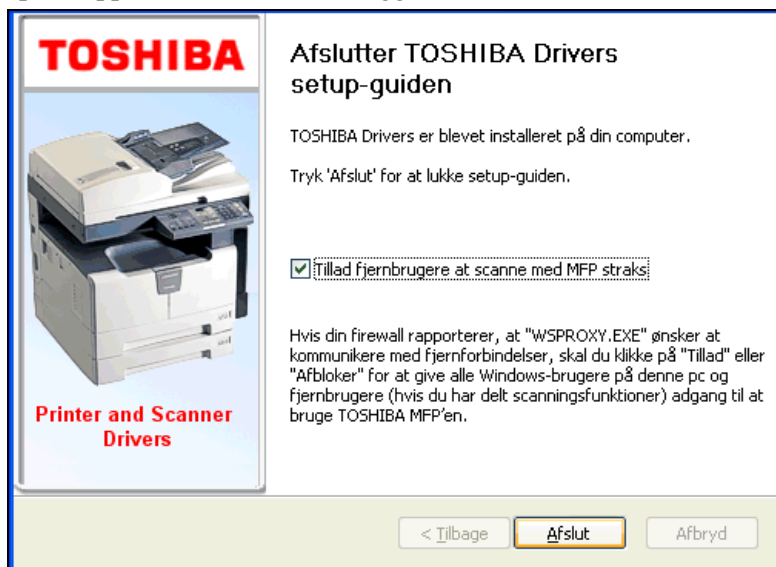 TOSHIBA
Printer and Scanner
Drivers
Afslutter TOSHIBA Drivers
setup-guiden
TOSHIBA Drivers er blevet installeret på din computer.
Tryk 'Afslut' for at lukke setup-guiden.
Tillad fjernbrugere at scanne med MFP straks
Hvis din firewall rapporterer, at "WSPROXY.EXE" ønsker at
kommunikere med fjernforbindelser, skal du klikke på "Tillad" eller
"Afbloker" for at give alle Windows-brugere på denne pc og
fjernbrugere (hvis du har delt scanningsfunktioner) adgang til at
bruge TOSHIBA MFP'en.
< Tilbage
Afslut
Afbryd